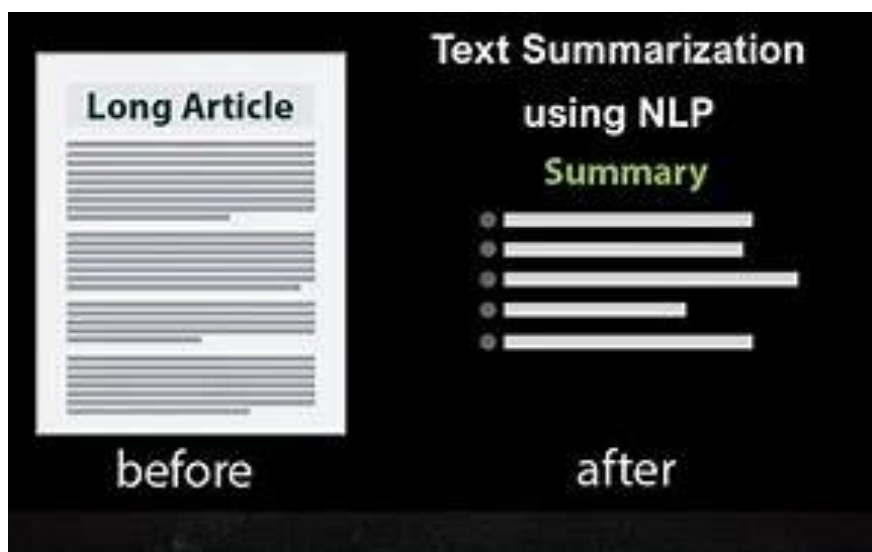 Long Article
before
Text Summarization
using NLP
Summary
after